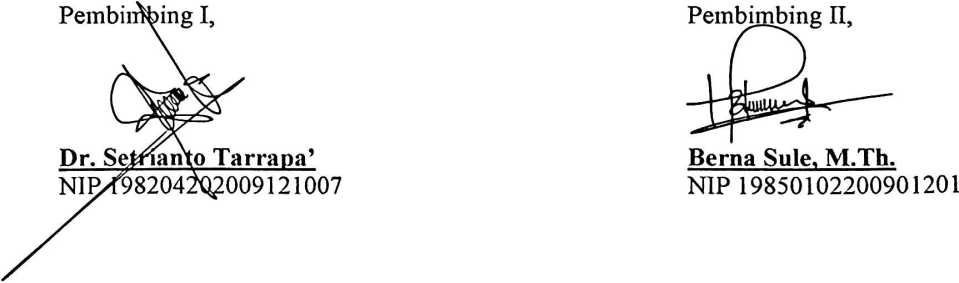 Pembimbing I,
Dr. Setrianto Tarrapa’
NIP 198204202009121007
Pembimbing II,
Berna Sule, M.Th.
NIP 19850102200901201